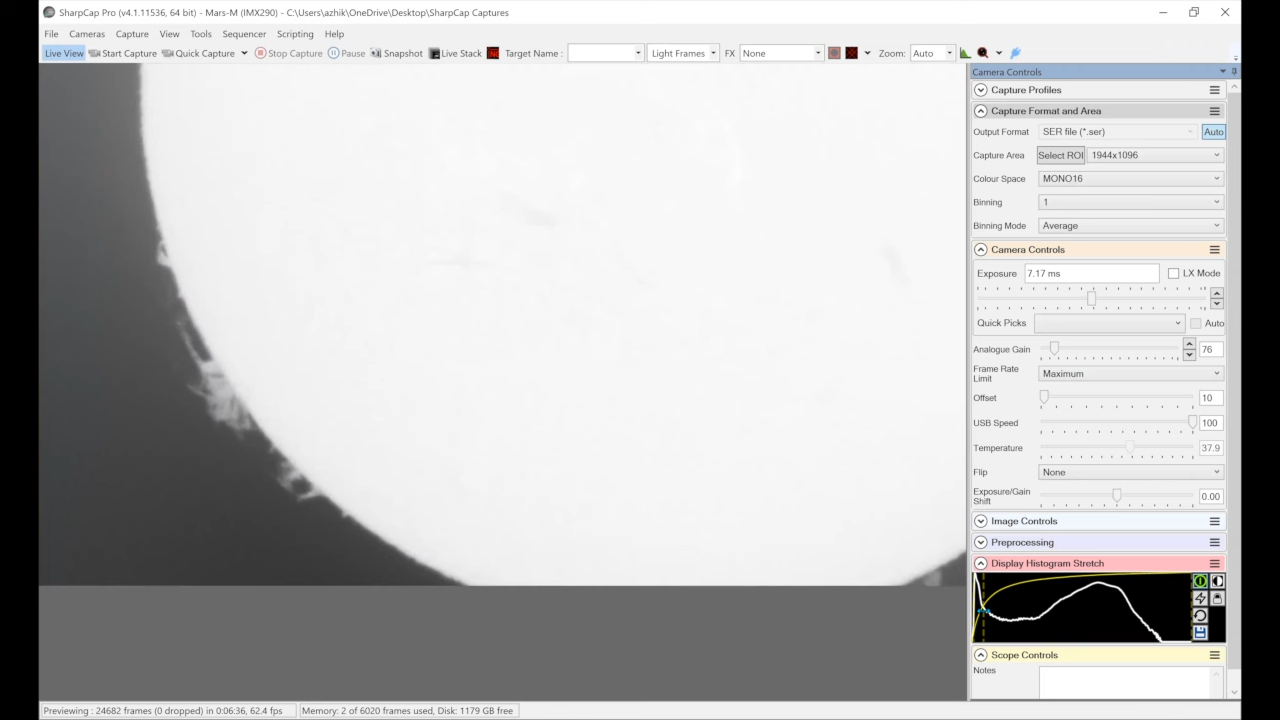 SharpCap Pro (v4.1.11536, 64 bit) - Mars-M (IMX290) - C:\Users\azhik\OneDrive\Desktop\SharpCap Captures
File Cameras Capture View Tools Sequencer Scripting Help
Live View Start Capture Quick Capture Stop Capture Pause Snapshot Live Stack Target Name : Light Frames FX None Zoom: Auto
Camera Controls
Capture Profiles
Capture Format and Area
Output Format SER file (*.ser) Auto
Capture Area Select ROI 1944x1096
Colour Space MONO16
Binning 1
Binning Mode Average
Camera Controls
Exposure 7.17 ms LX Mode
Quick Picks Auto
Analogue Gain 76
Frame Rate
Limit Maximum
Offset 10
USB Speed 100
Temperature 37.9
Flip None
Exposure/Gain
Shift 0.00
Image Controls
Preprocessing
Display Histogram Stretch
Scope Controls
Notes
Previewing : 24682 frames (0 dropped) in 0:06:36, 62.4 fps Memory: 2 of 6020 frames used, Disk: 1179 GB free